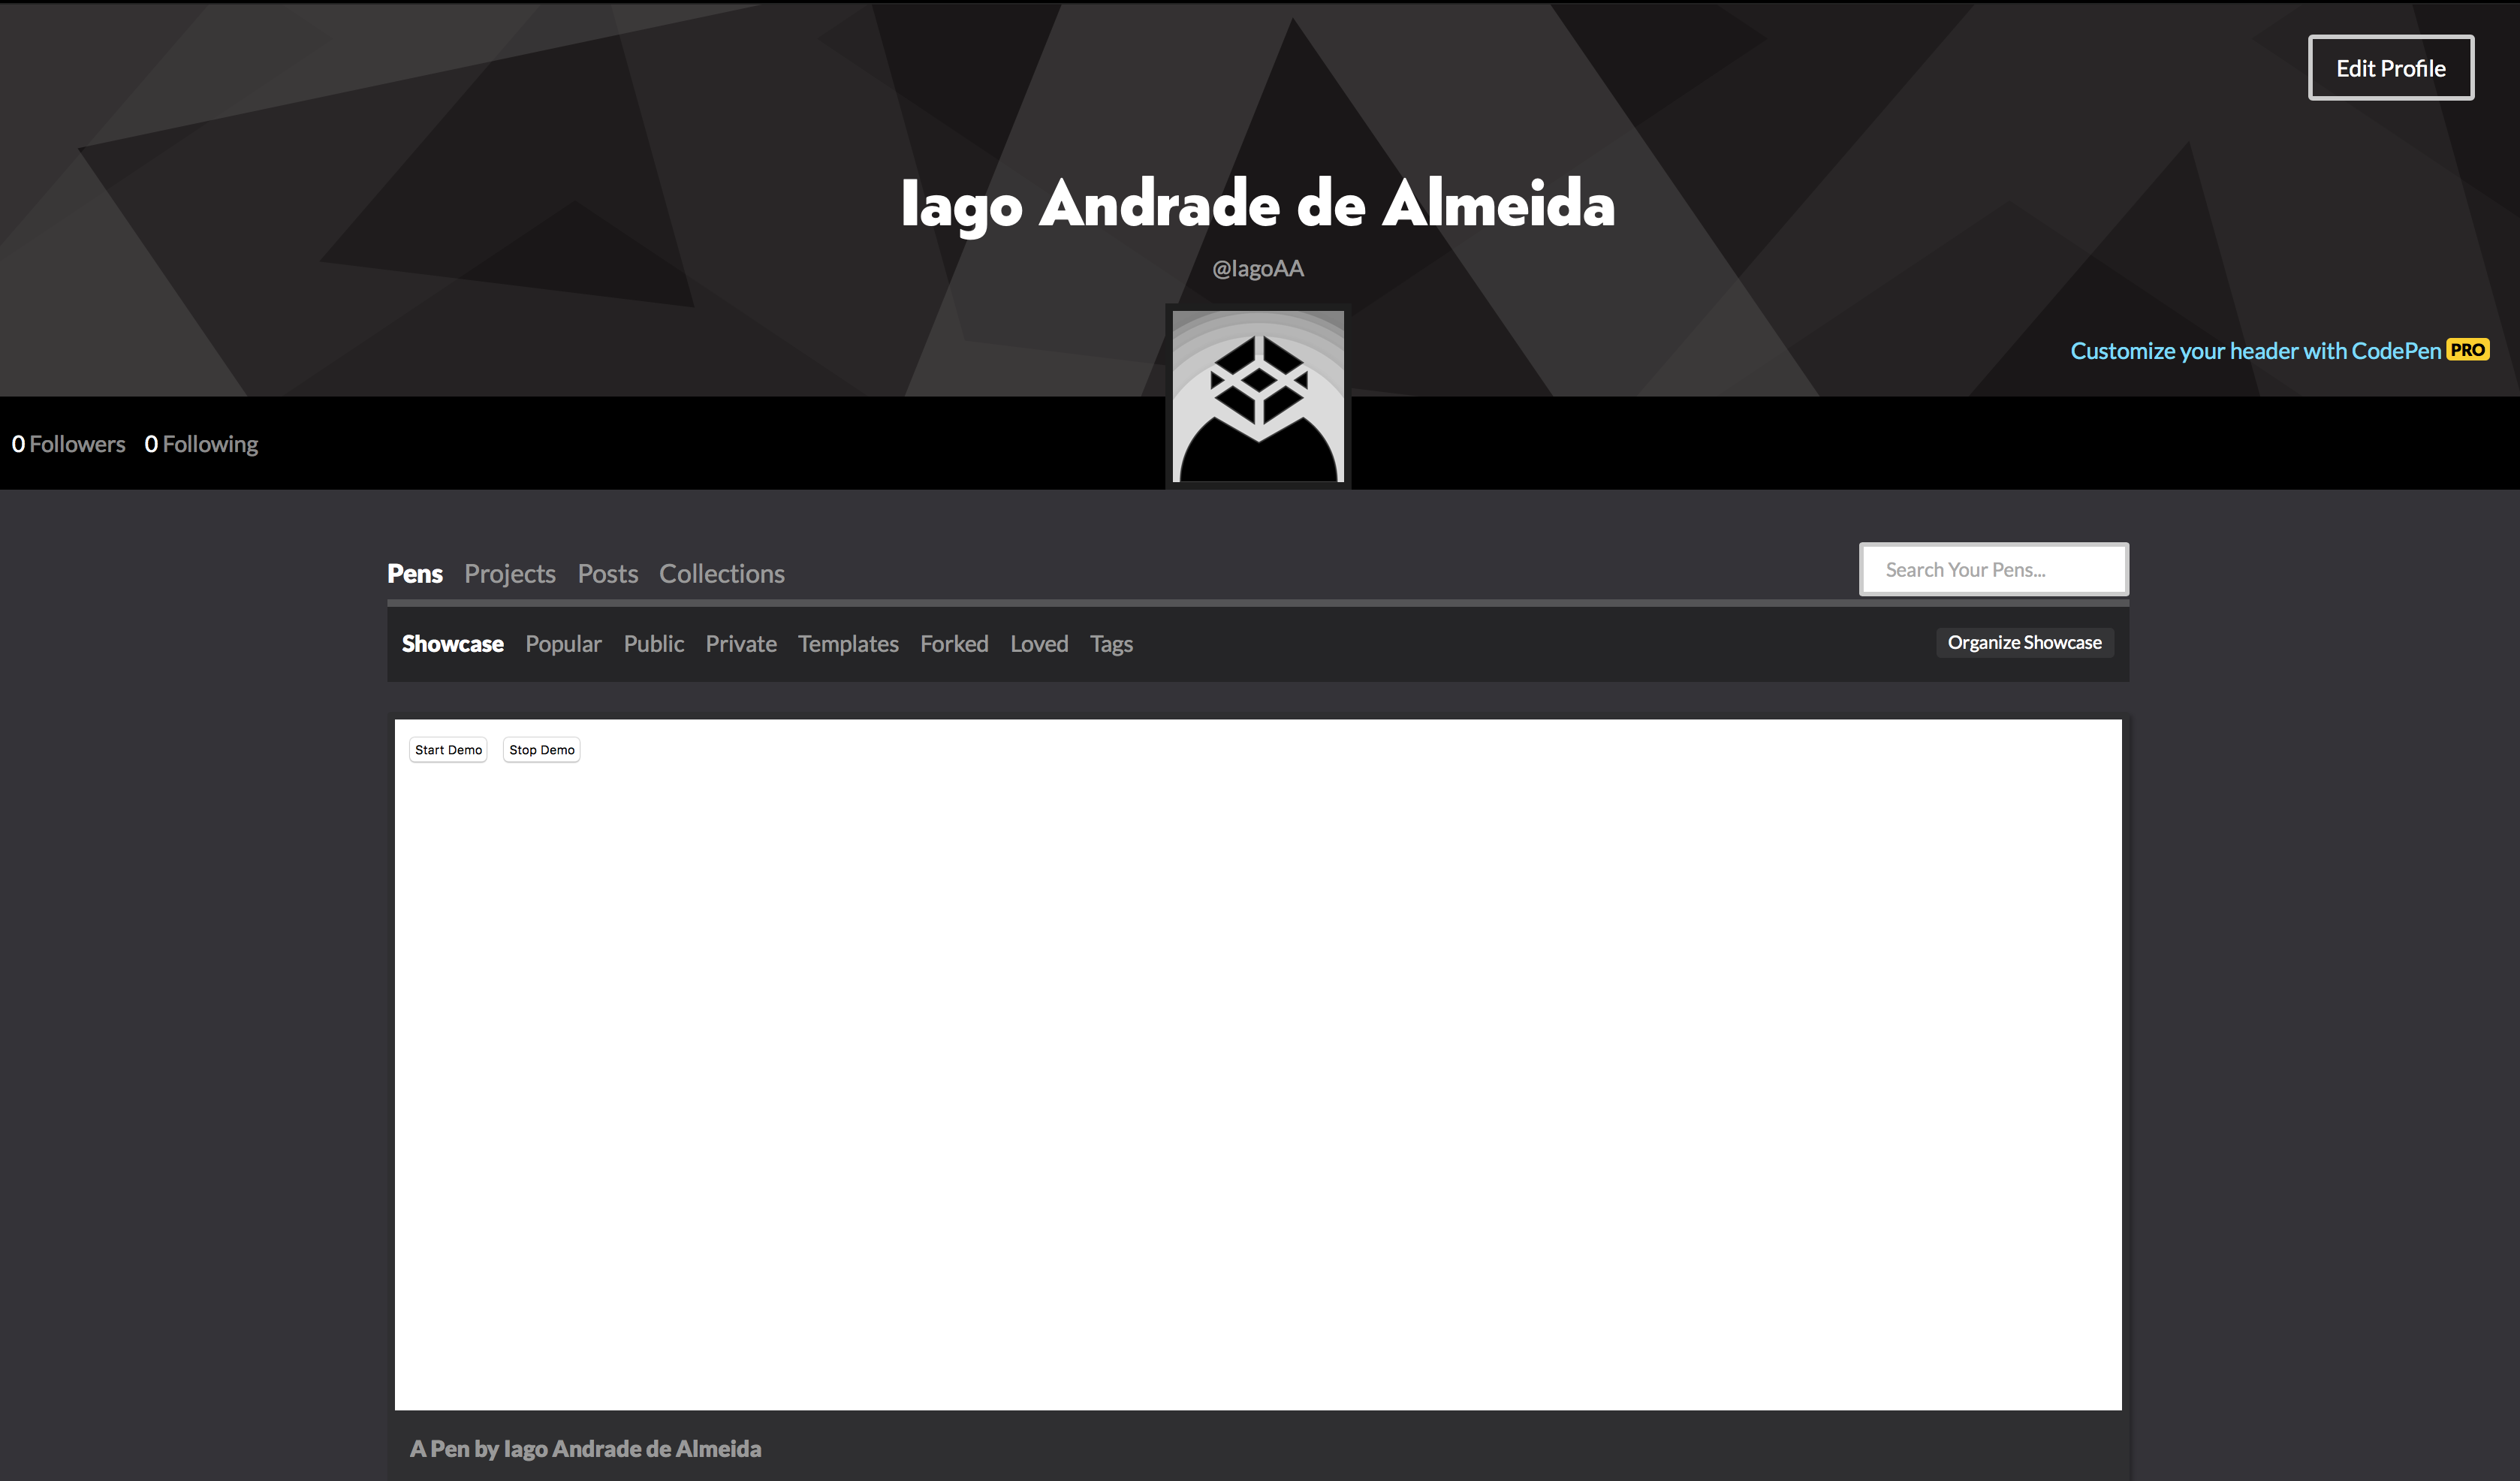 Edit Profile
Iago Andrade de Almeida
@IagoAA
Customize your header with CodePen PRO
0 Followers 0 Following
Pens Projects Posts Collections
Search Your Pens...
Showcase Popular Public Private Templates Forked Loved Tags
Organize Showcase
Start Demo Stop Demo
A Pen by Iago Andrade de Almeida